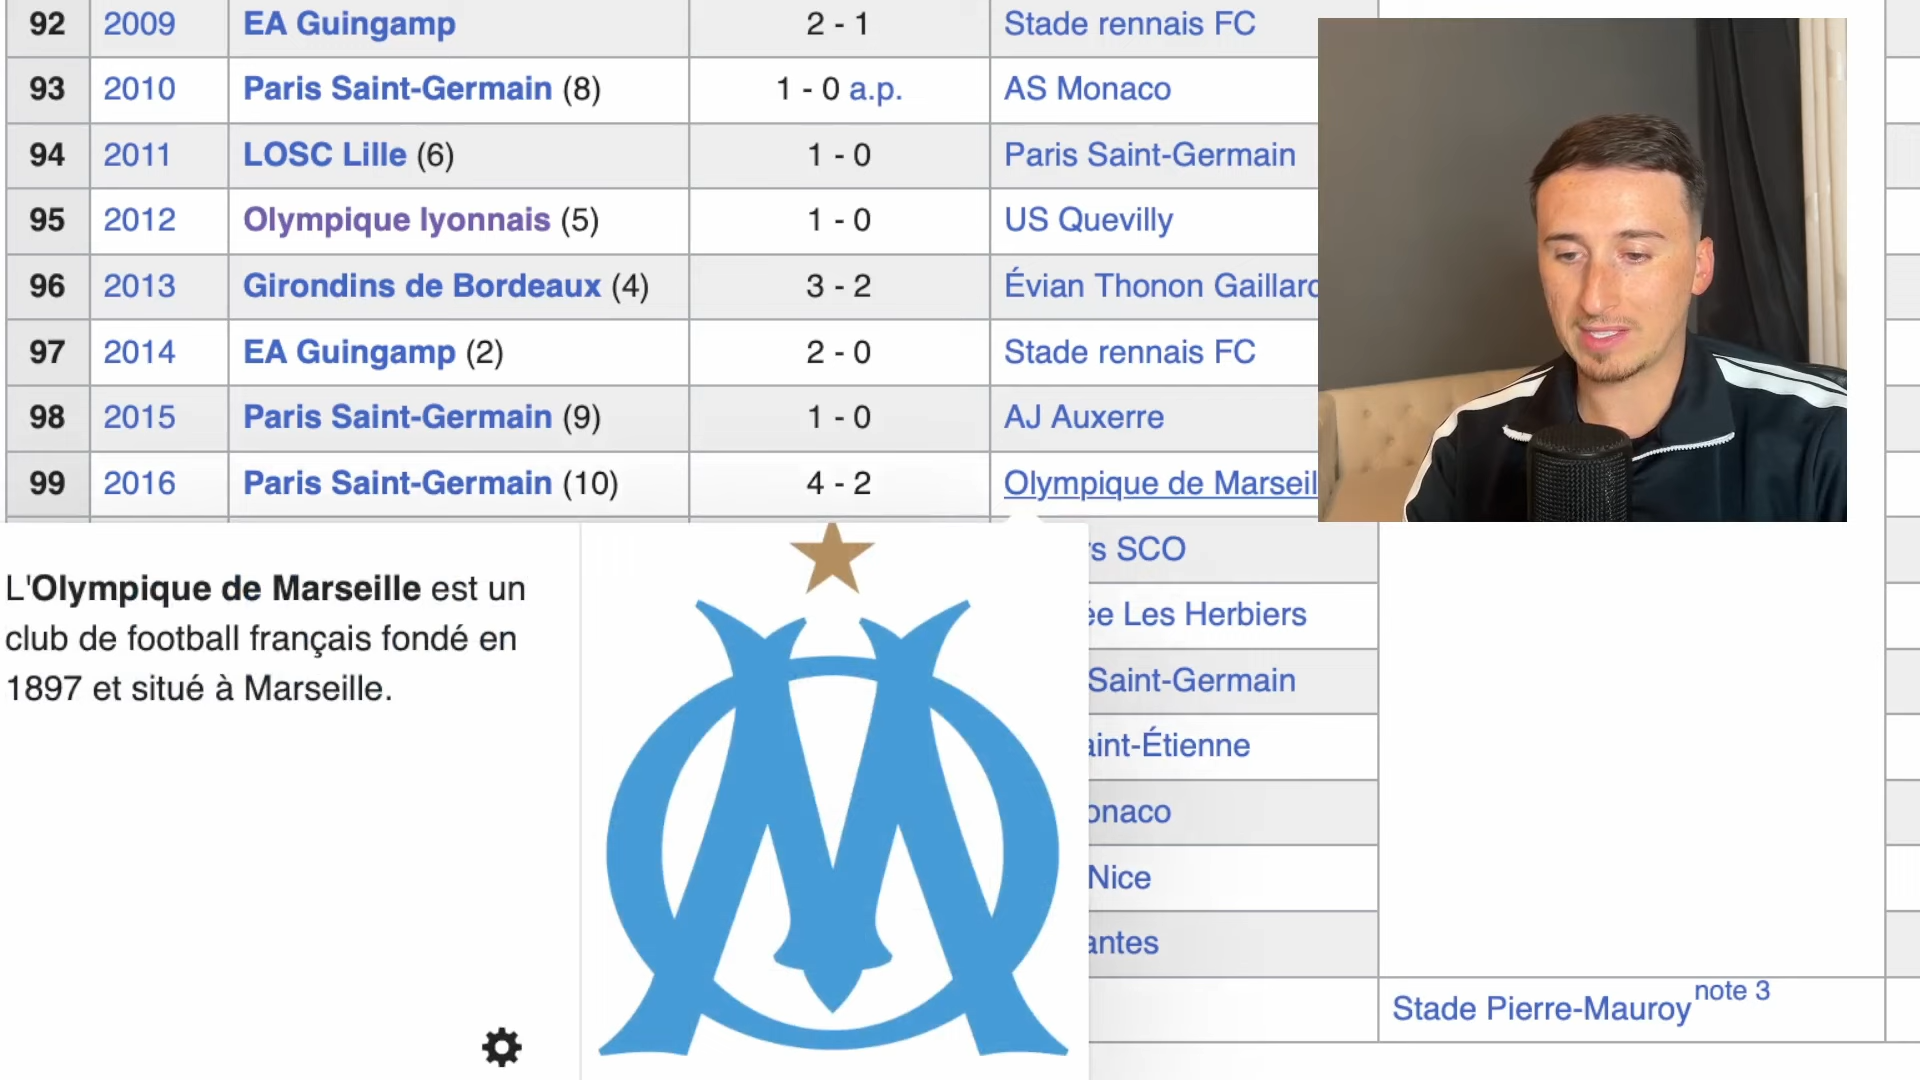 92 2009 EA Guingamp 2 - 1 Stade rennais FC
93 2010 Paris Saint-Germain (8) 1 - 0 a.p. AS Monaco
94 2011 LOSC Lille (6) 1 - 0 Paris Saint-Germain
95 2012 Olympique lyonnais (5) 1 - 0 US Quevilly
96 2013 Girondins de Bordeaux (4) 3 - 2 Évian Thonon Gaillard
97 2014 EA Guingamp (2) 2 - 0 Stade rennais FC
98 2015 Paris Saint-Germain (9) 1 - 0 AJ Auxerre
99 2016 Paris Saint-Germain (10) 4 - 2 Olympique de Marseil
SCO
L'Olympique de Marseille est un
club de football français fondé en
1897 et situé à Marseille.
Les Herbiers
Saint-Germain
aint-Étienne
onaco
Nice
antes
Stade Pierre-Mauroy note 3